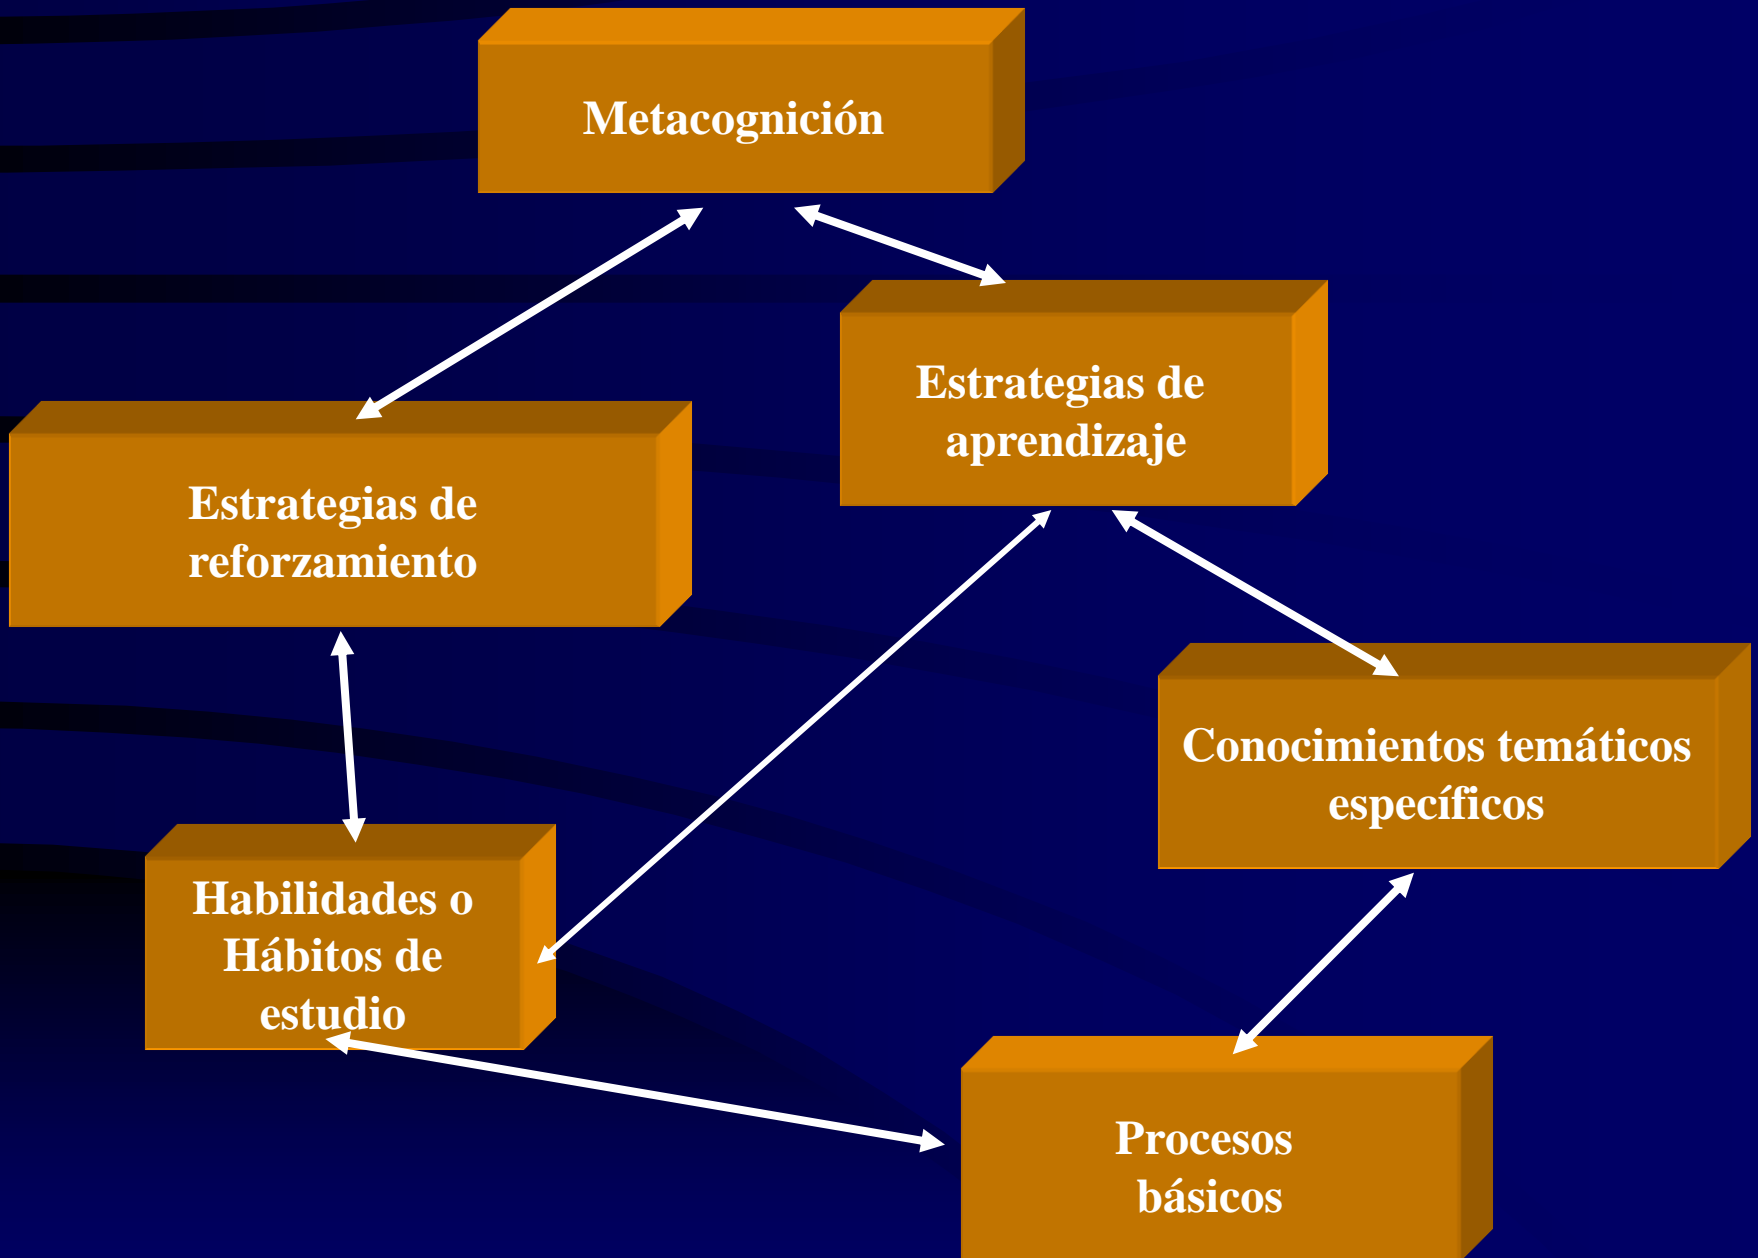 Metacognición
Estrategias de
aprendizaje
Estrategias de
reforzamiento
Conocimientos temáticos
específicos
Habilidades o
Hábitos de
estudio
Procesos
básicos